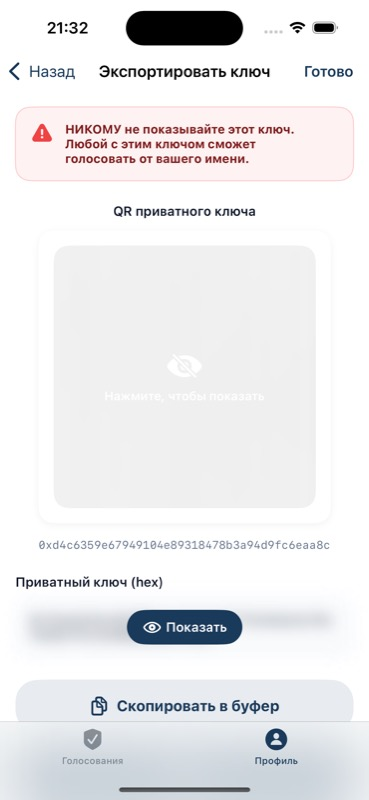 21:32
Назад
Экспортировать ключ
Готово
НИКОМУ не показывайте этот ключ.
Любой с этим ключом сможет
голосовать от вашего имени.
QR приватного ключа
Нажмите, чтобы показать
0xd4c6359e67949104e89318478b3a94d9fc6eaa8c
Приватный ключ (hex)
Показать
Скопировать в буфер
Голосования
Профиль